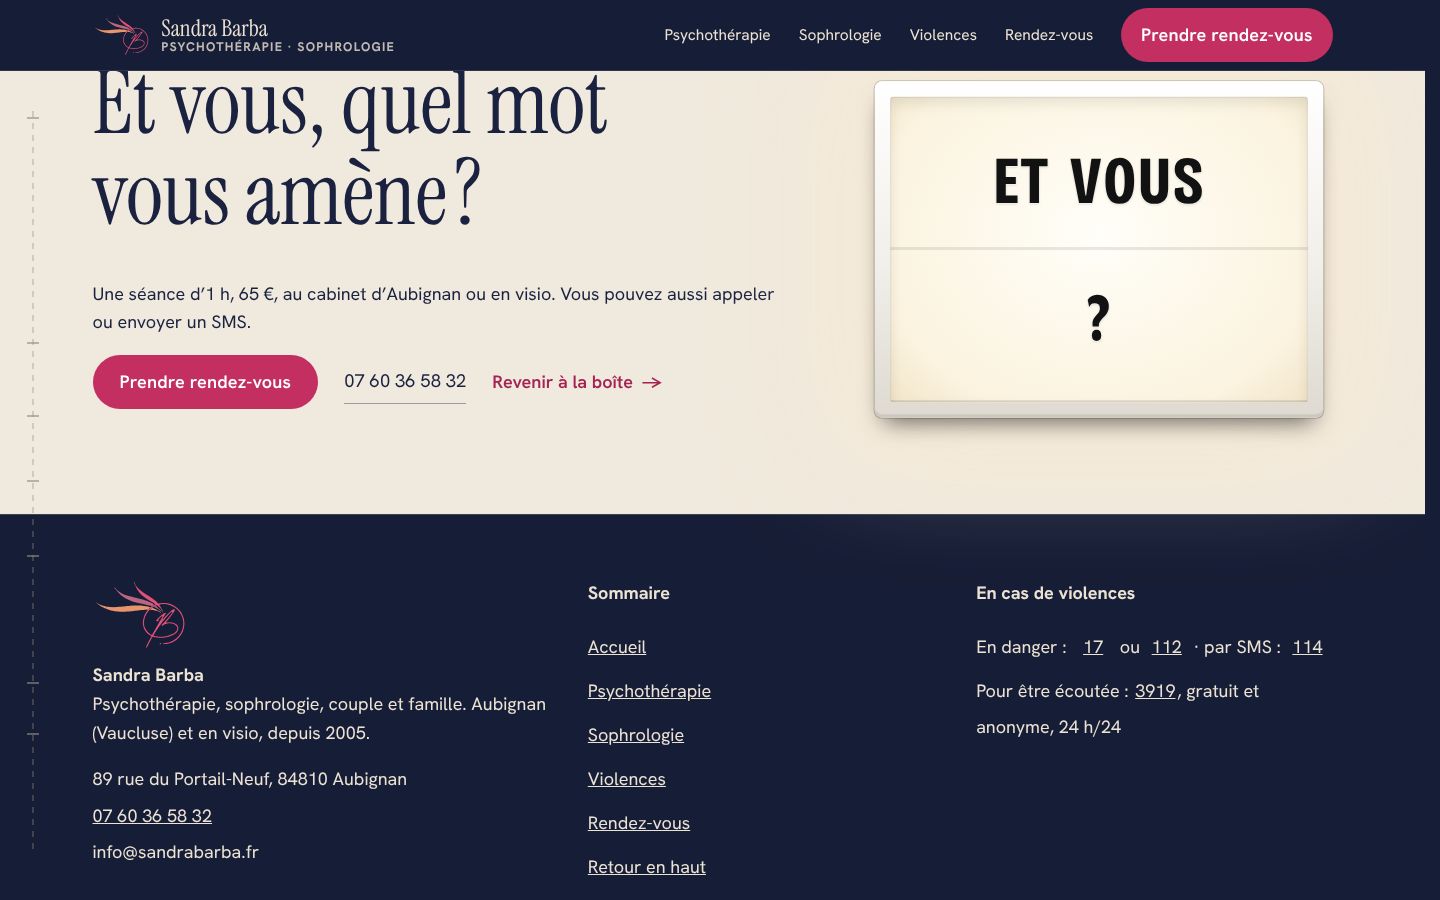 Sandra Barba
PSYCHOTHÉRAPIE · SOPHROLOGIE
Psychothérapie
Sophrologie
Violences
Rendez-vous
Prendre rendez-vous
Et vous, quel mot
vous amène ?
Une séance d’1 h, 65 €, au cabinet d’Aubignan ou en visio. Vous pouvez aussi appeler
ou envoyer un SMS.
Prendre rendez-vous
07 60 36 58 32
Revenir à la boîte →
ET VOUS
?
Sandra Barba
Psychothérapie, sophrologie, couple et famille. Aubignan
(Vaucluse) et en visio, depuis 2005.
89 rue du Portail-Neuf, 84810 Aubignan
07 60 36 58 32
info@sandrabarba.fr
Sommaire
Accueil
Psychothérapie
Sophrologie
Violences
Rendez-vous
Retour en haut
En cas de violences
En danger : 17 ou 112 · par SMS : 114
Pour être écoutée : 3919, gratuit et
anonyme, 24 h/24